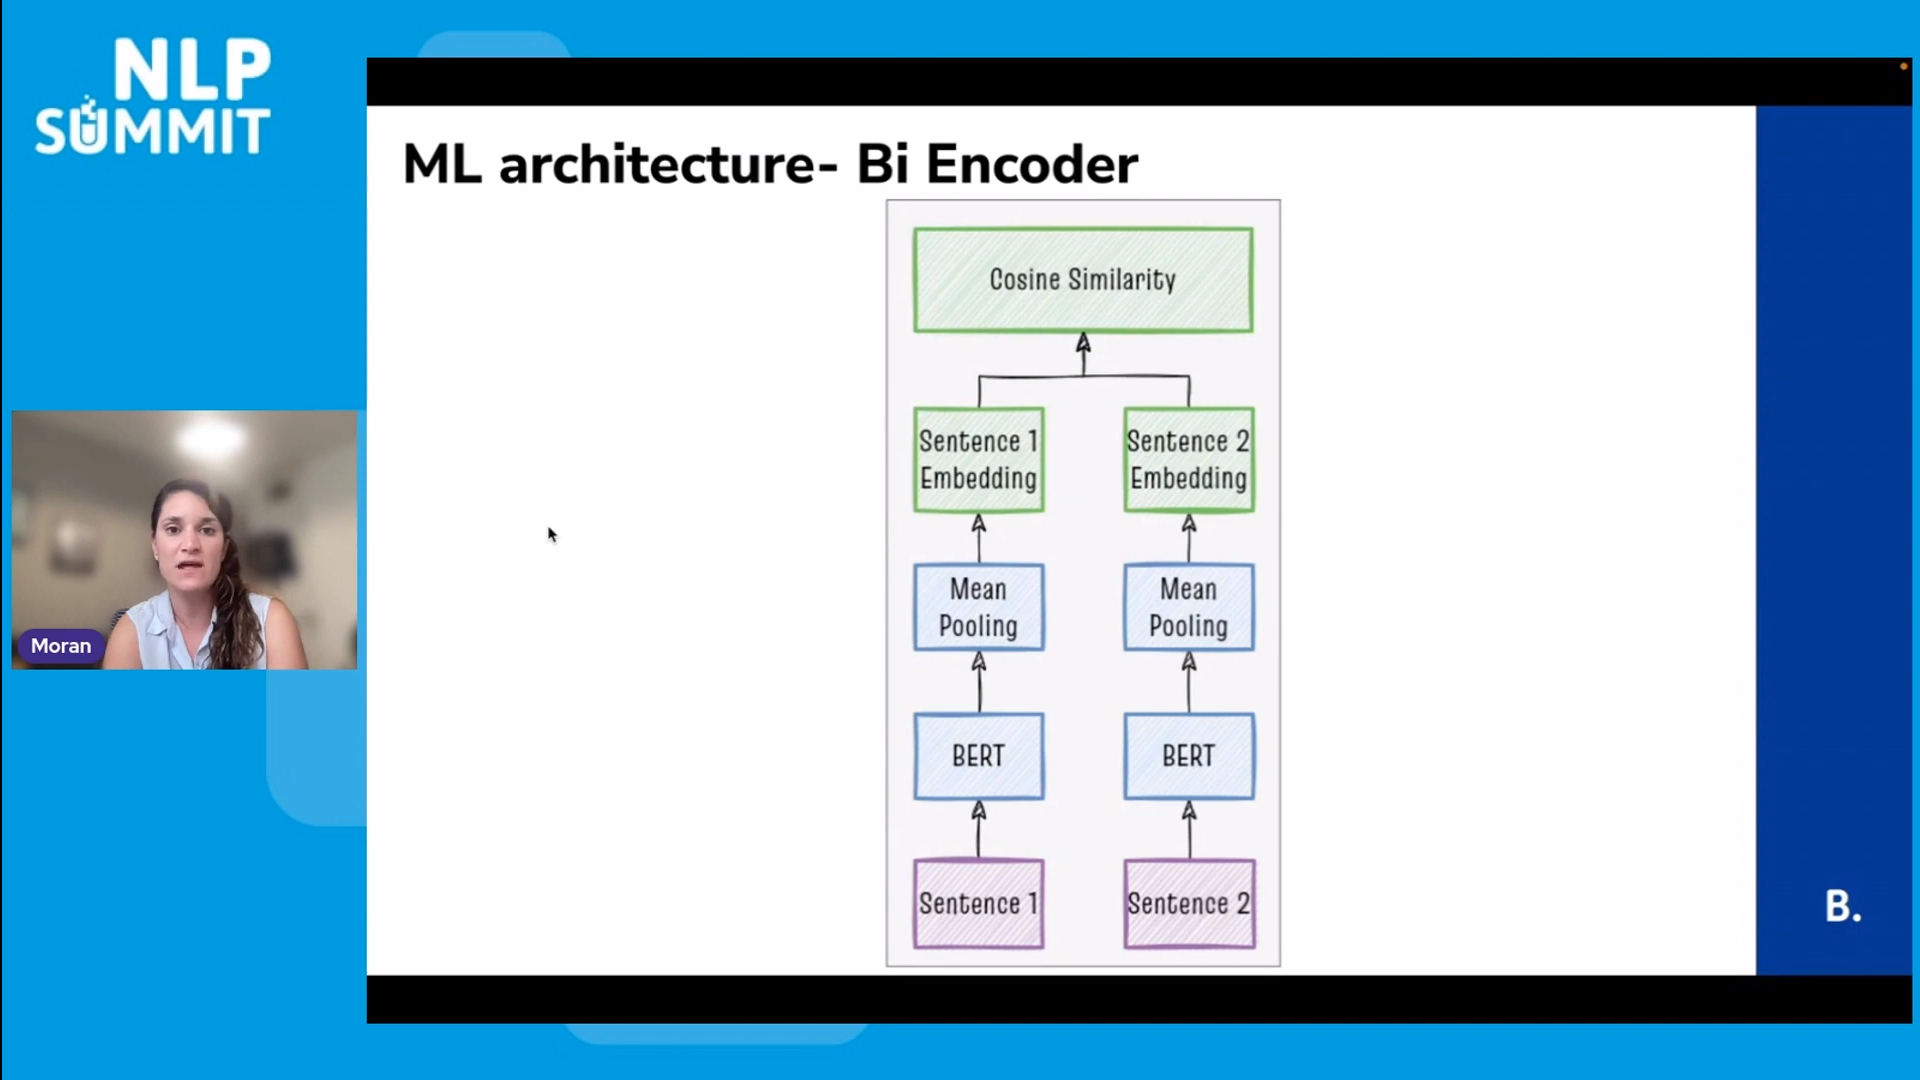 NLP
SUMMIT
ML architecture- Bi Encoder
Cosine Similarity
Sentence 1
Embedding
Sentence 2
Embedding
Mean
Pooling
Mean
Pooling
BERT
BERT
Sentence 1
Sentence 2
Moran
B.